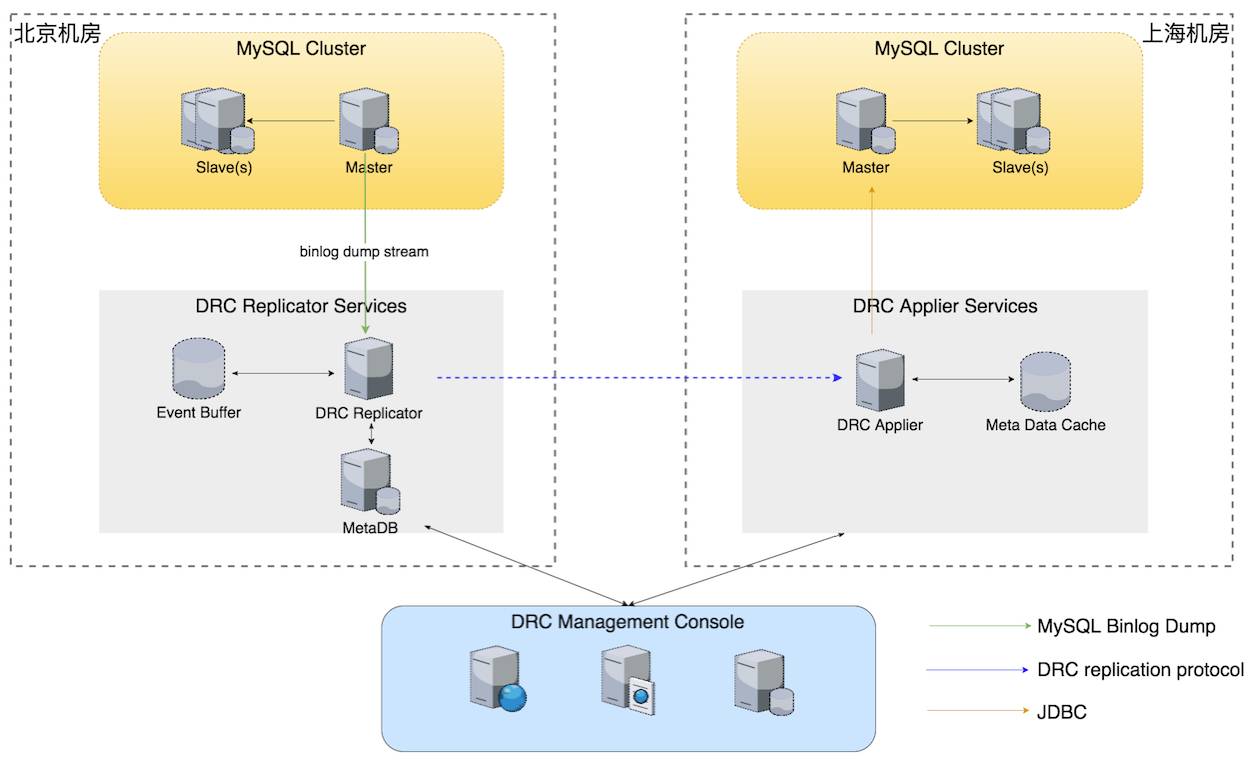 北京机房
MySQL Cluster
Slave(s)
Master
binlog dump stream
DRC Replicator Services
Event Buffer
DRC Replicator
MetaDB
上海机房
MySQL Cluster
Master
Slave(s)
DRC Applier Services
DRC Applier
Meta Data Cache
DRC Management Console
MySQL Binlog Dump
DRC replication protocol
JDBC